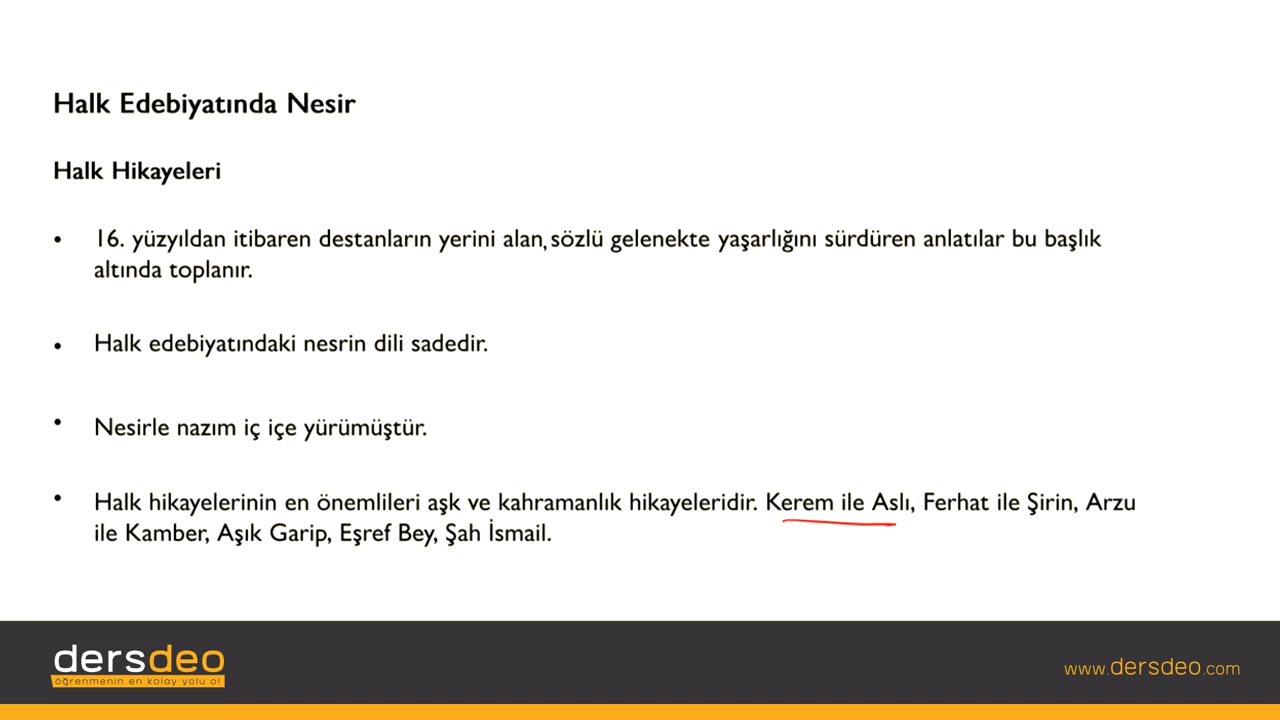 Halk Edebiyatında Nesir
Halk Hikayeleri
• 16. yüzyıldan itibaren destanların yerini alan, sözlü gelenekte yaşarlığını sürdüren anlatılar bu başlık
altında toplanır.
• Halk edebiyatındaki nesrin dili sadedir.
• Nesirle nazım iç içe yürümüştür.
• Halk hikayelerinin en önemlileri aşk ve kahramanlık hikayeleridir. Kerem ile Aslı, Ferhat ile Şirin, Arzu
ile Kamber, Aşık Garip, Eşref Bey, Şah İsmail.
dersdeo
öğrenmenin en kolay yolu o!
www.dersdeo.com